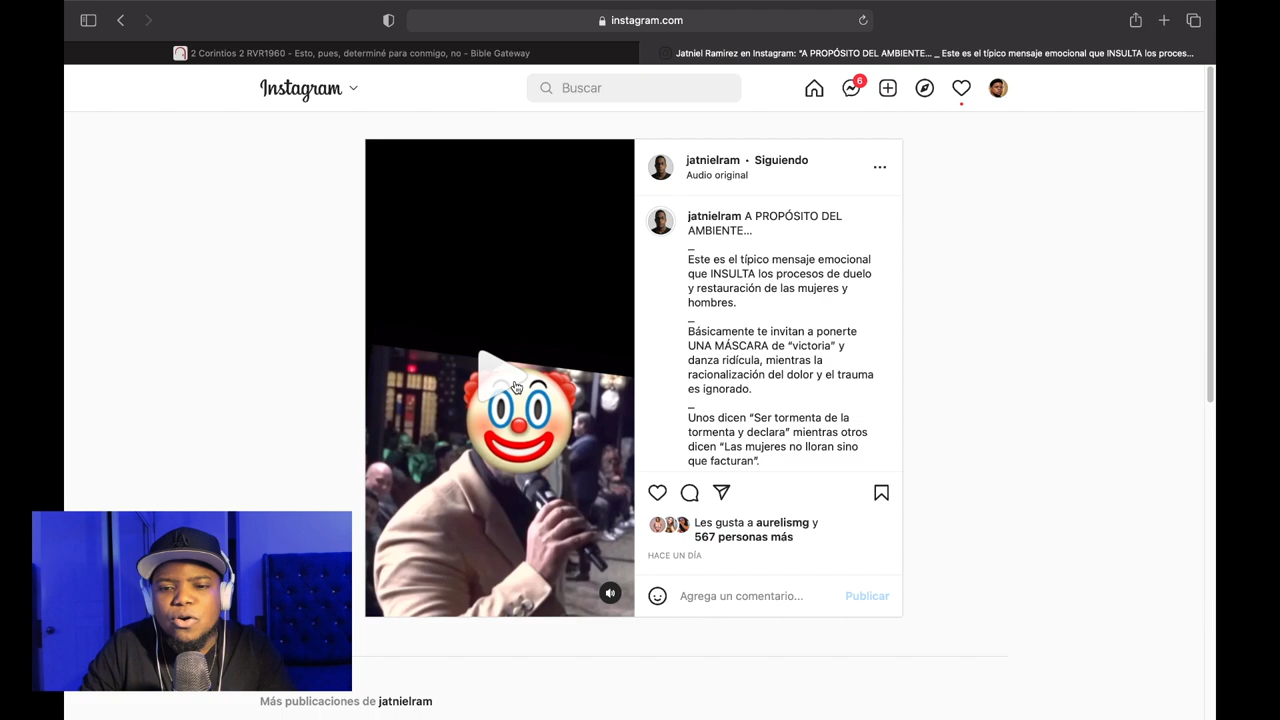 instagram.com
2 Corintios 2 RVR1960 - Esto, pues, determiné para conmigo, no - Bible Gateway
Jatniel Ramirez en Instagram: "A PROPÓSITO DEL AMBIENTE... _ Este es el típico mensaje emocional que INSULTA los proces...
Instagram
Buscar
6
jatnielram • Siguiendo
Audio original
jatnielram A PROPÓSITO DEL
AMBIENTE...
_
Este es el típico mensaje emocional
que INSULTA los procesos de duelo
y restauración de las mujeres y
hombres.
_
Básicamente te invitan a ponerte
UNA MÁSCARA de “victoria” y
danza ridícula, mientras la
racionalización del dolor y el trauma
es ignorado.
_
Unos dicen “Ser tormenta de la
tormenta y declara” mientras otros
dicen “Las mujeres no lloran sino
que facturan”.
Les gusta a aurelismg y
567 personas más
HACE UN DÍA
Agrega un comentario...
Publicar
Más publicaciones de jatnielram